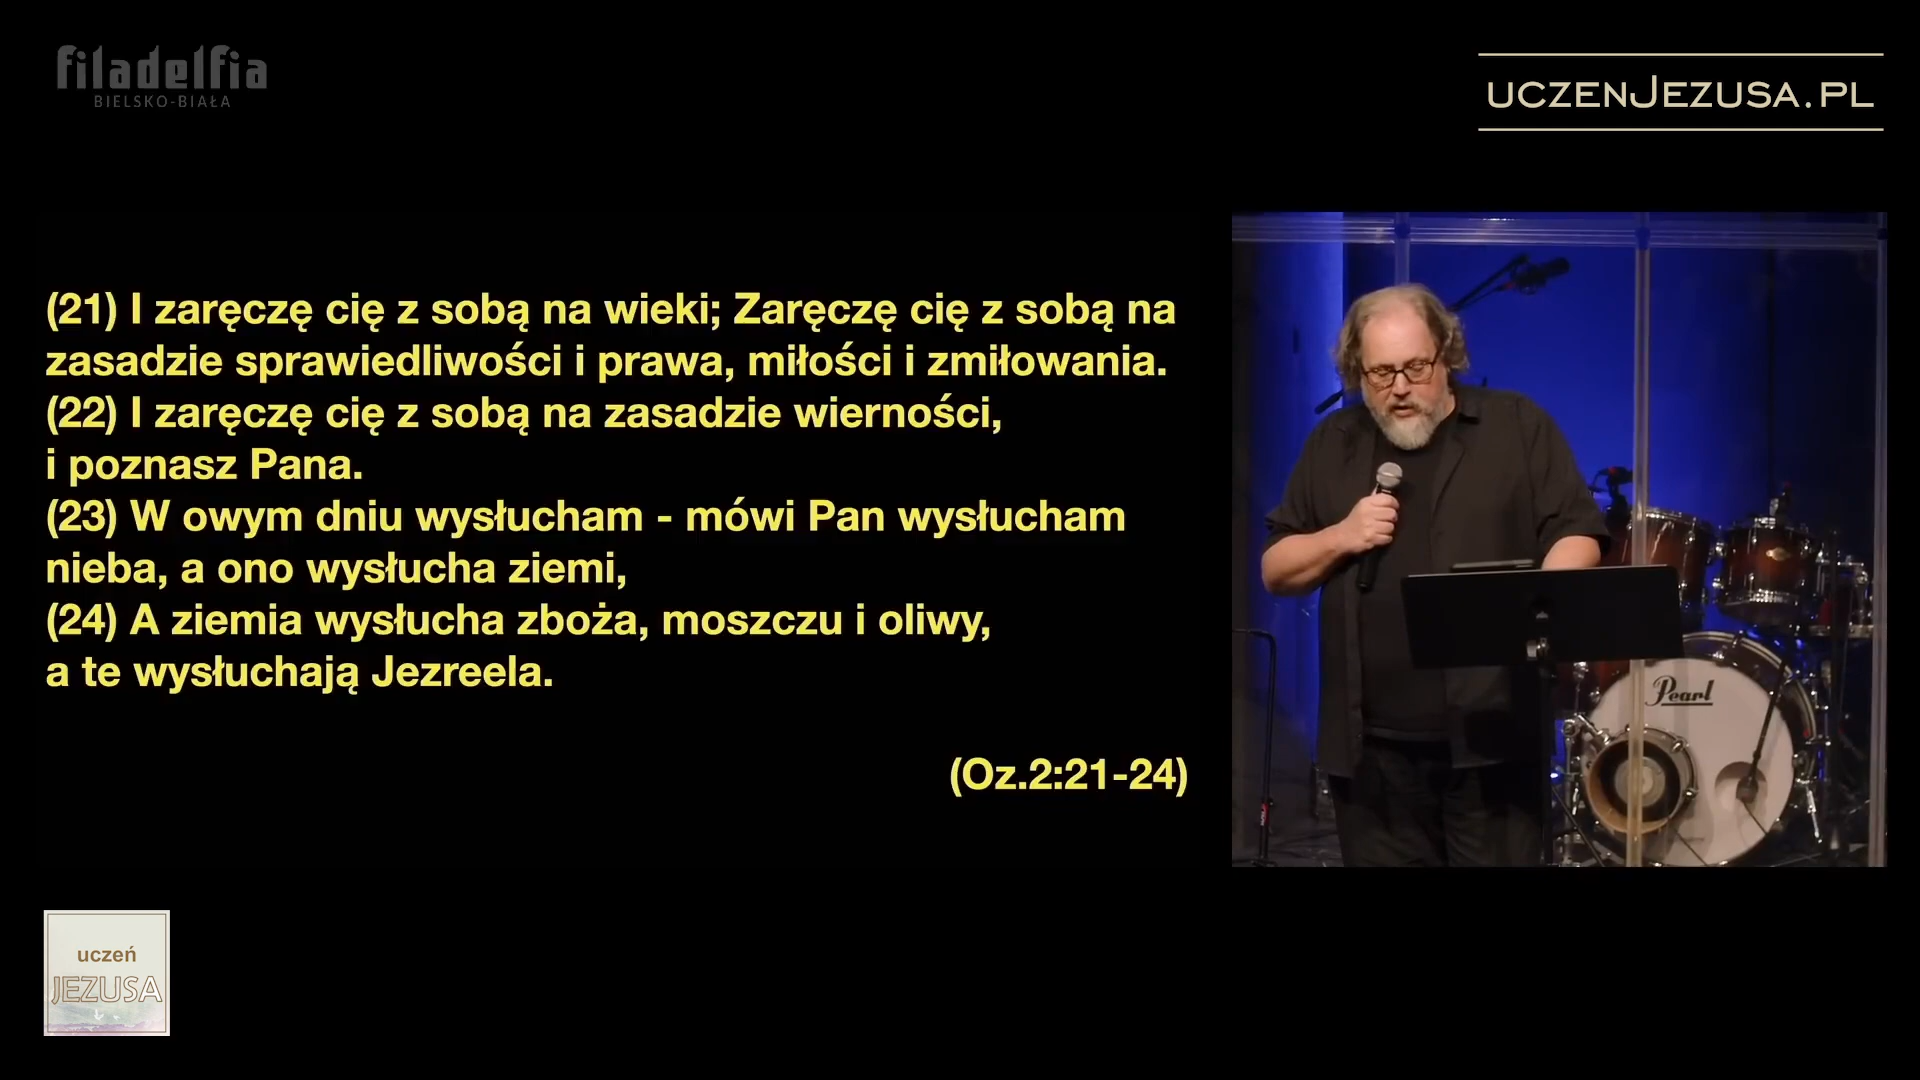 filadelfia
BIELSKO-BIAŁA
UCZENJEZUSA.PL
(21) I zaręczę cię z sobą na wieki; Zaręczę cię z sobą na
zasadzie sprawiedliwości i prawa, miłości i zmiłowania.
(22) I zaręczę cię z sobą na zasadzie wierności,
i poznasz Pana.
(23) W owym dniu wysłucham - mówi Pan wysłucham
nieba, a ono wysłucha ziemi,
(24) A ziemia wysłucha zboża, moszczu i oliwy,
a te wysłuchają Jezreela.
(Oz.2:21-24)
Pearl
uczeń
JEZUSA